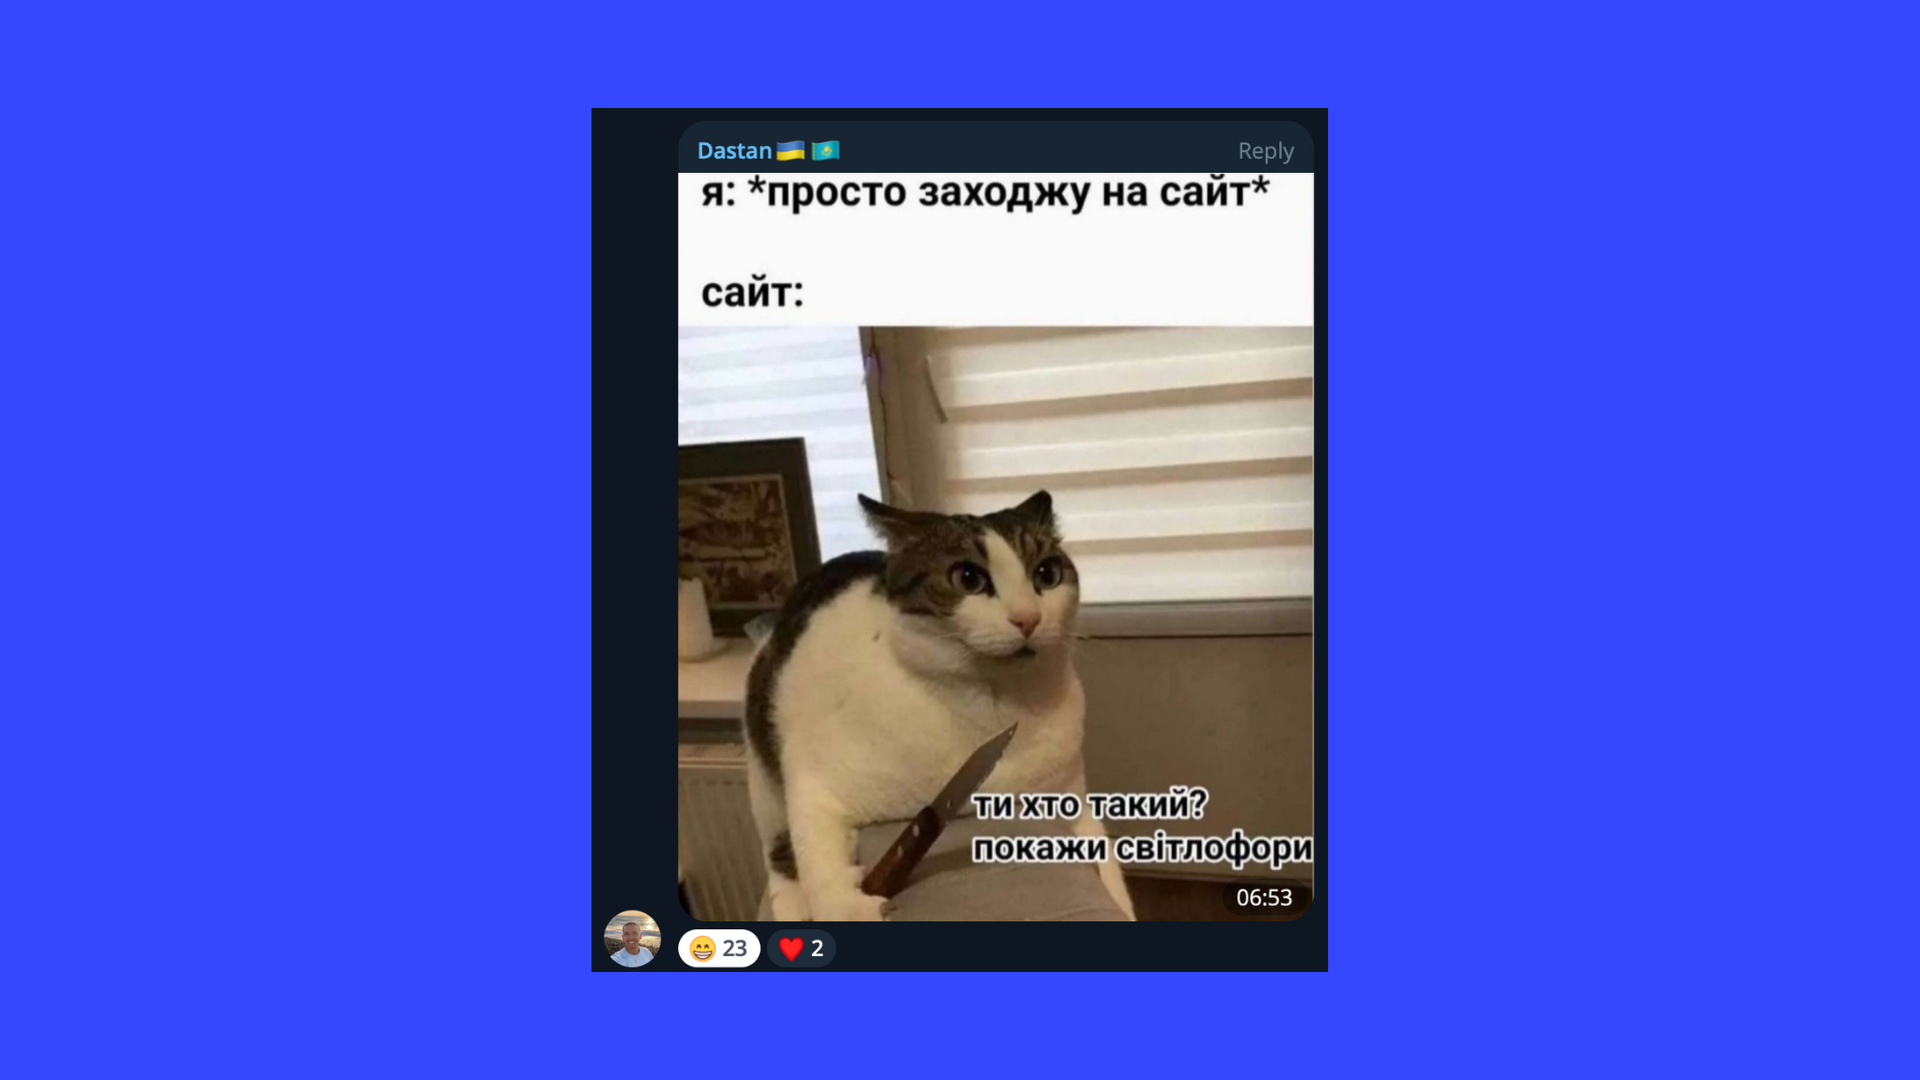 Dastan🇺🇦🇰🇿 Reply
я: *просто заходжу на сайт*
сайт:
ти хто такий?
покажи світлофори
06:53
😁 23 ❤️ 2